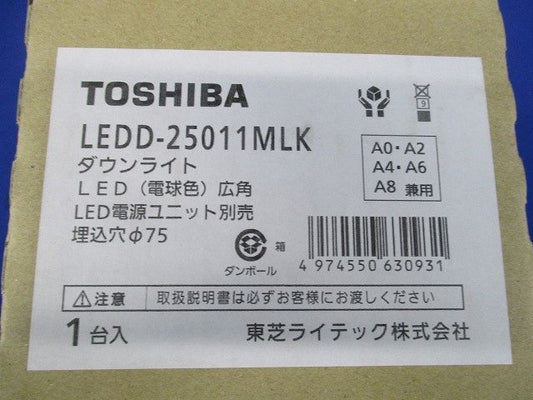 TOSHIBA
LEDD-25011MLK
ダウンライト
LED（電球色）広角
LED電源ユニット別売
埋込穴φ75
9
A0・A2
A4・A6
A8 兼用
箱
ダンボール
4 974550 630931
注意 取扱説明書は必ずお客様にお渡しください
1台入
東芝ライテック株式会社